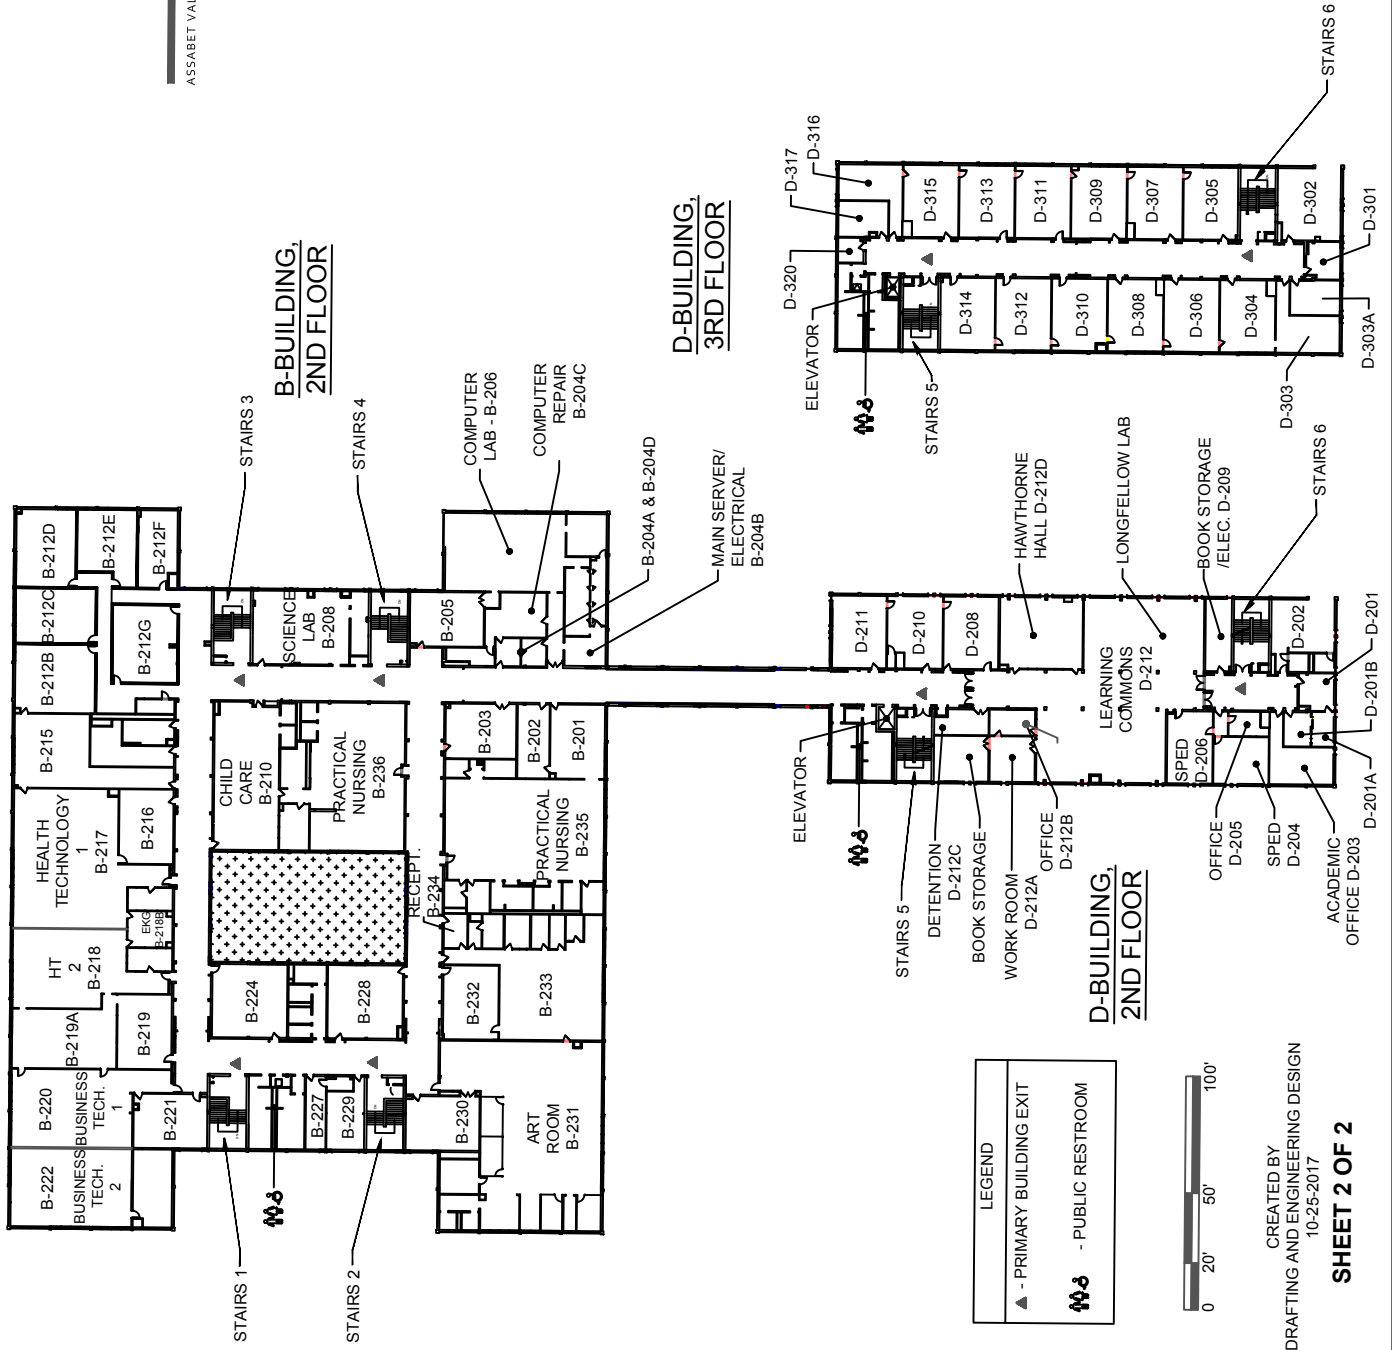 ASSABET VAL
B-BUILDING,
2ND FLOOR
STAIRS 3
STAIRS 4
B-212D
B-212E
B-212F
B-212C
B-212G
B-212B
B-215
HEALTH
TECHNOLOGY
1
B-217
B-216
EKG
B-218B
HT
2
B-218
B-219A
B-219
B-220
BUSINESS
TECH.
1
B-221
B-222
BUSINESS
TECH.
2
SCIENCE
LAB
B-208
CHILD
CARE
B-210
PRACTICAL
NURSING
B-236
RECEPT.
B-234
B-224
B-228
B-227
B-229
STAIRS 1
STAIRS 2
B-205
COMPUTER
LAB - B-206
COMPUTER
REPAIR
B-204C
B-204A & B-204D
MAIN SERVER/
ELECTRICAL
B-204B
B-203
B-202
B-201
PRACTICAL
NURSING
B-235
B-232
B-233
B-230
ART
ROOM
B-231
D-BUILDING,
3RD FLOOR
D-316
D-317
D-320
ELEVATOR
STAIRS 5
D-315
D-313
D-311
D-309
D-307
D-305
D-302
D-314
D-312
D-310
D-308
D-306
D-304
STAIRS 6
D-301
D-303A
D-303
D-BUILDING,
2ND FLOOR
D-211
D-210
D-208
HAWTHORNE
HALL D-212D
LONGFELLOW LAB
BOOK STORAGE
/ELEC. D-209
STAIRS 6
LEARNING
COMMONS
D-212
D-202
SPED
D-206
D-201
D-201B
D-201A
ELEVATOR
STAIRS 5
DETENTION
D-212C
BOOK STORAGE
WORK ROOM
D-212A
OFFICE
D-212B
OFFICE
D-205
SPED
D-204
ACADEMIC
OFFICE D-203
LEGEND
- PRIMARY BUILDING EXIT
- PUBLIC RESTROOM
0 20' 50' 100'
CREATED BY
DRAFTING AND ENGINEERING DESIGN
10-25-2017
SHEET 2 OF 2